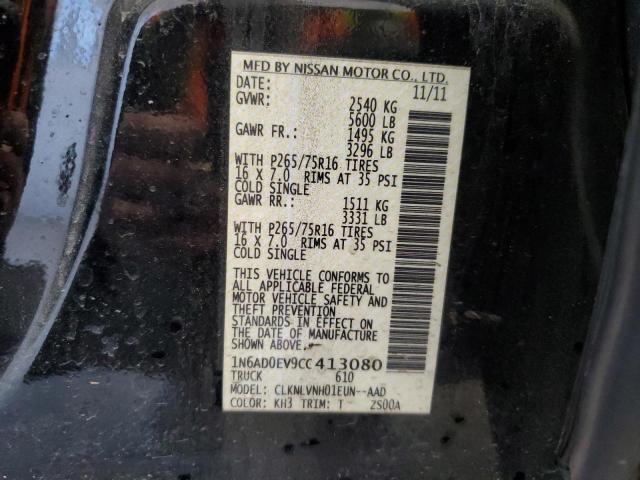 MFD BY NISSAN MOTOR CO., LTD.
DATE: 11/11
GVWR: 2540 KG
5600 LB
GAWR FR: 1495 KG
3296 LB
WITH P265/75R16 TIRES
16 X 7.0 RIMS AT 35 PSI
COLD SINGLE
GAWR RR: 1511 KG
3331 LB
WITH P265/75R16 TIRES
16 X 7.0 RIMS AT 35 PSI
COLD SINGLE
THIS VEHICLE CONFORMS TO
ALL APPLICABLE FEDERAL
MOTOR VEHICLE SAFETY AND
THEFT PREVENTION
STANDARDS IN EFFECT ON
THE DATE OF MANUFACTURE
SHOWN ABOVE.
1N6AD0EV9CC413080
TRUCK 610
MODEL: CLKNLVNH01EUN--AAD
COLOR: KH3 TRIM: T ZS00A